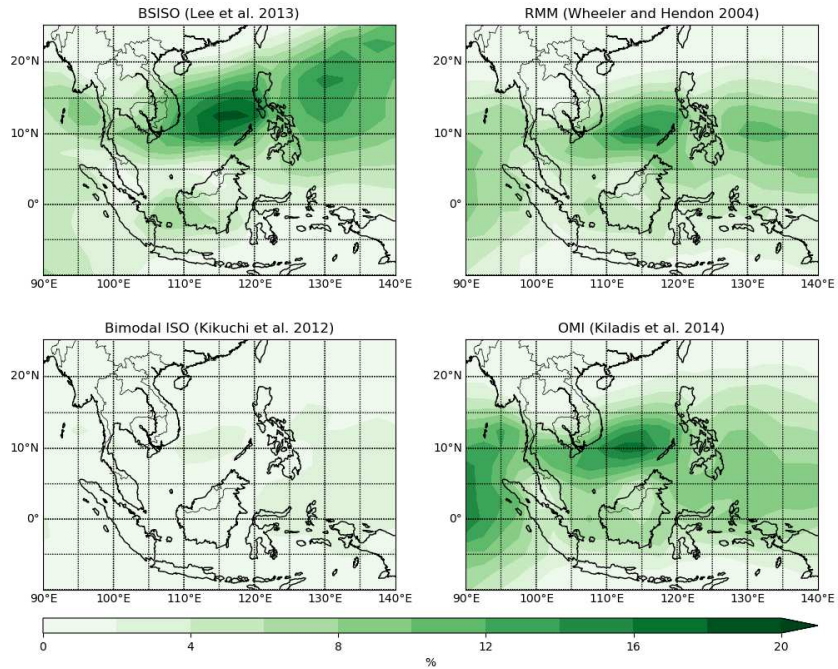 BSISO (Lee et al. 2013)
20°N
10°N
0°
90°E 100°E 110°E 120°E 130°E 140°E
RMM (Wheeler and Hendon 2004)
20°N
10°N
0°
90°E 100°E 110°E 120°E 130°E 140°E
Bimodal ISO (Kikuchi et al. 2012)
20°N
10°N
0°
90°E 100°E 110°E 120°E 130°E 140°E
OMI (Kiladis et al. 2014)
20°N
10°N
0°
90°E 100°E 110°E 120°E 130°E 140°E
0 4 8 12 16 20
%